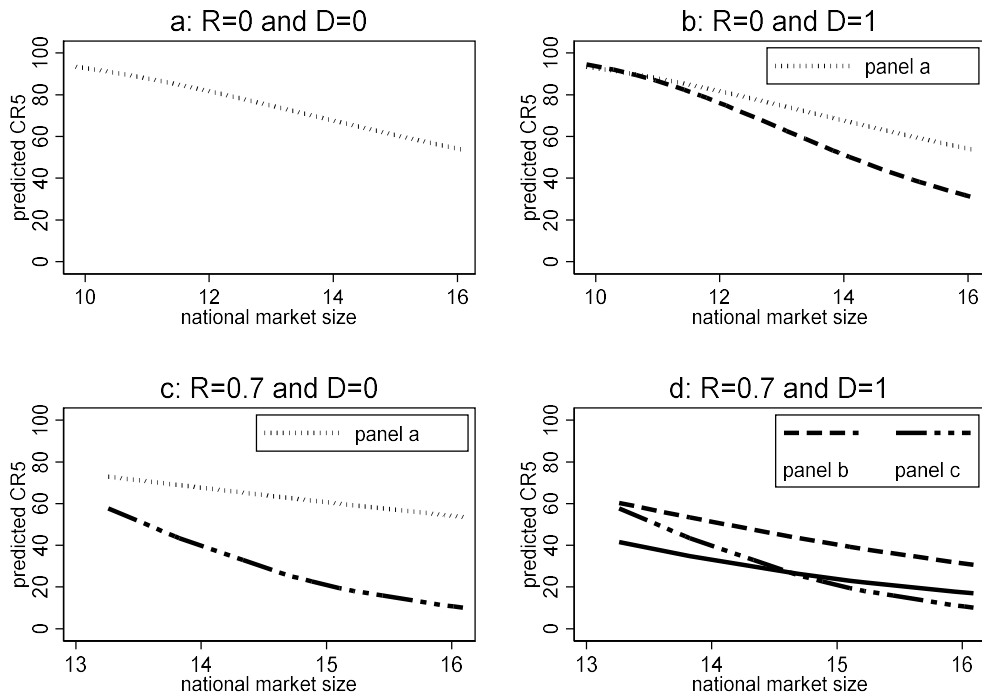 a: R=0 and D=0
predicted CR5
0 20 40 60 80 100
10 12 14 16
national market size
b: R=0 and D=1
panel a
predicted CR5
0 20 40 60 80 100
10 12 14 16
national market size
c: R=0.7 and D=0
panel a
predicted CR5
0 20 40 60 80 100
13 14 15 16
national market size
d: R=0.7 and D=1
panel b panel c
predicted CR5
0 20 40 60 80 100
13 14 15 16
national market size